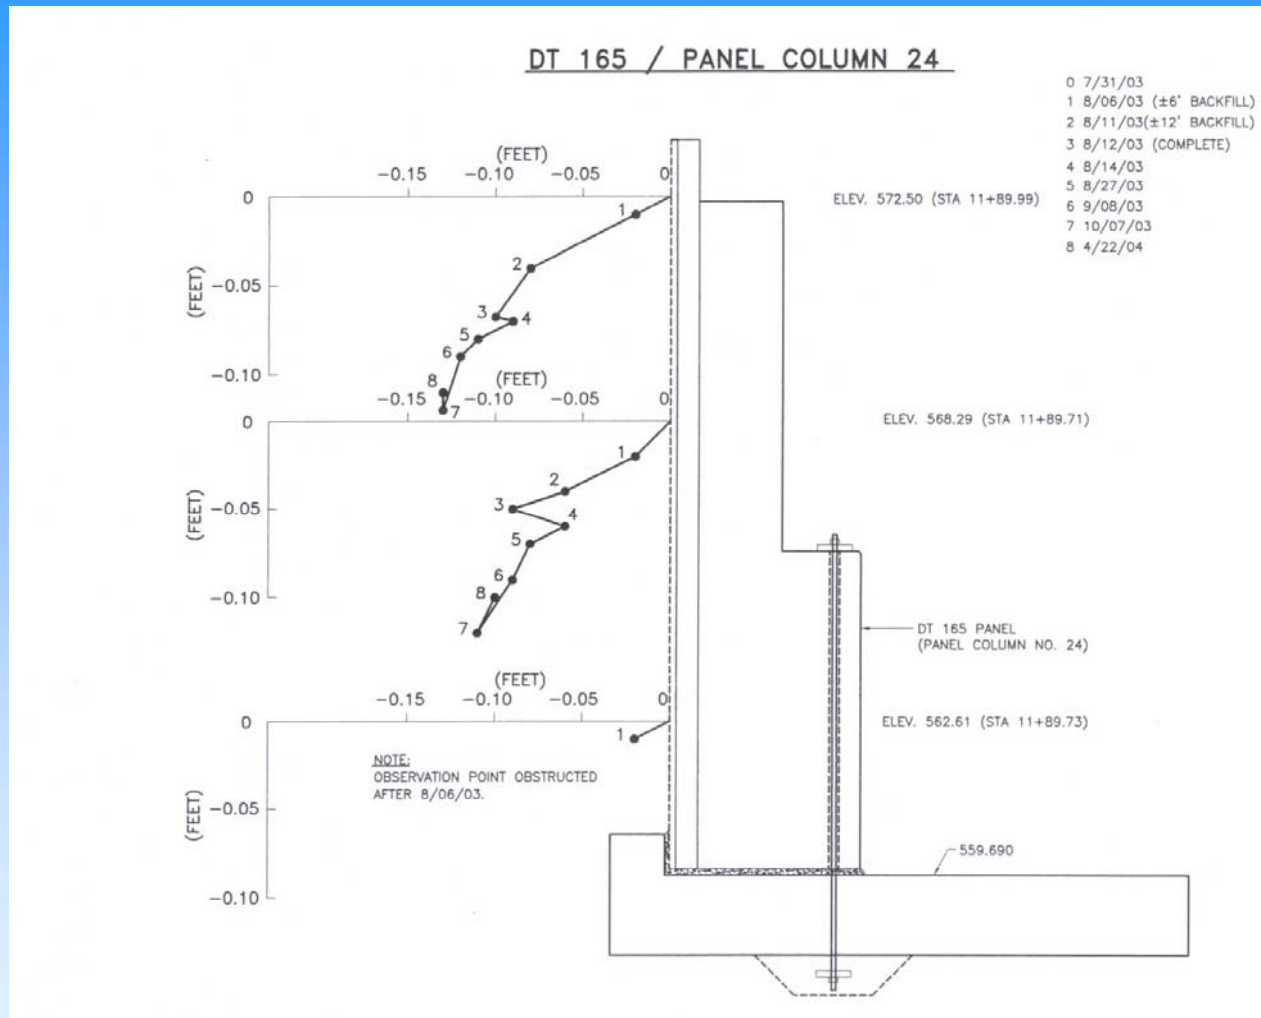 DT 165 / PANEL COLUMN 24
0 7/31/03
1 8/06/03 (±6' BACKFILL)
2 8/11/03(±12' BACKFILL)
3 8/12/03 (COMPLETE)
4 8/14/03
5 8/27/03
6 9/08/03
7 10/07/03
8 4/22/04
(FEET)
-0.15 -0.10 -0.05 0
0
-0.05
-0.10
(FEET)
1
2
3
4
5
6
8
7
ELEV. 572.50 (STA 11+89.99)
(FEET)
-0.15 -0.10 -0.05 0
0
-0.05
-0.10
(FEET)
1
2
3
4
5
6
8
7
ELEV. 568.29 (STA 11+89.71)
DT 165 PANEL
(PANEL COLUMN NO. 24)
(FEET)
-0.15 -0.10 -0.05 0
0
-0.05
-0.10
(FEET)
1
ELEV. 562.61 (STA 11+89.73)
NOTE:
OBSERVATION POINT OBSTRUCTED
AFTER 8/06/03.
559.690